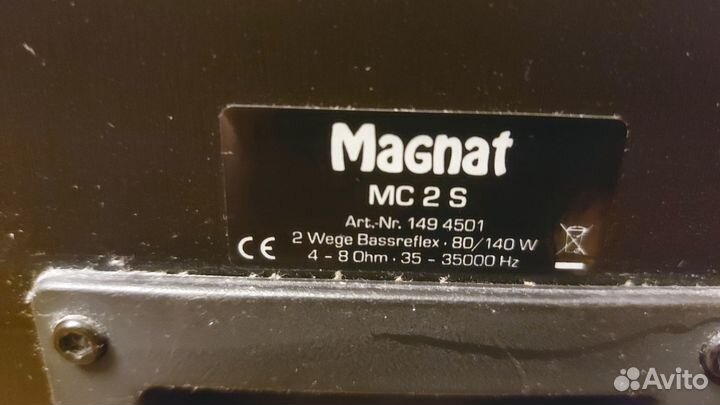 Magnat
MC 2 S
Art.-Nr. 149 4501
2 Wege Bassreflex · 80/140 W
CE 4 - 8 Ohm · 35 - 35000 Hz
Avito